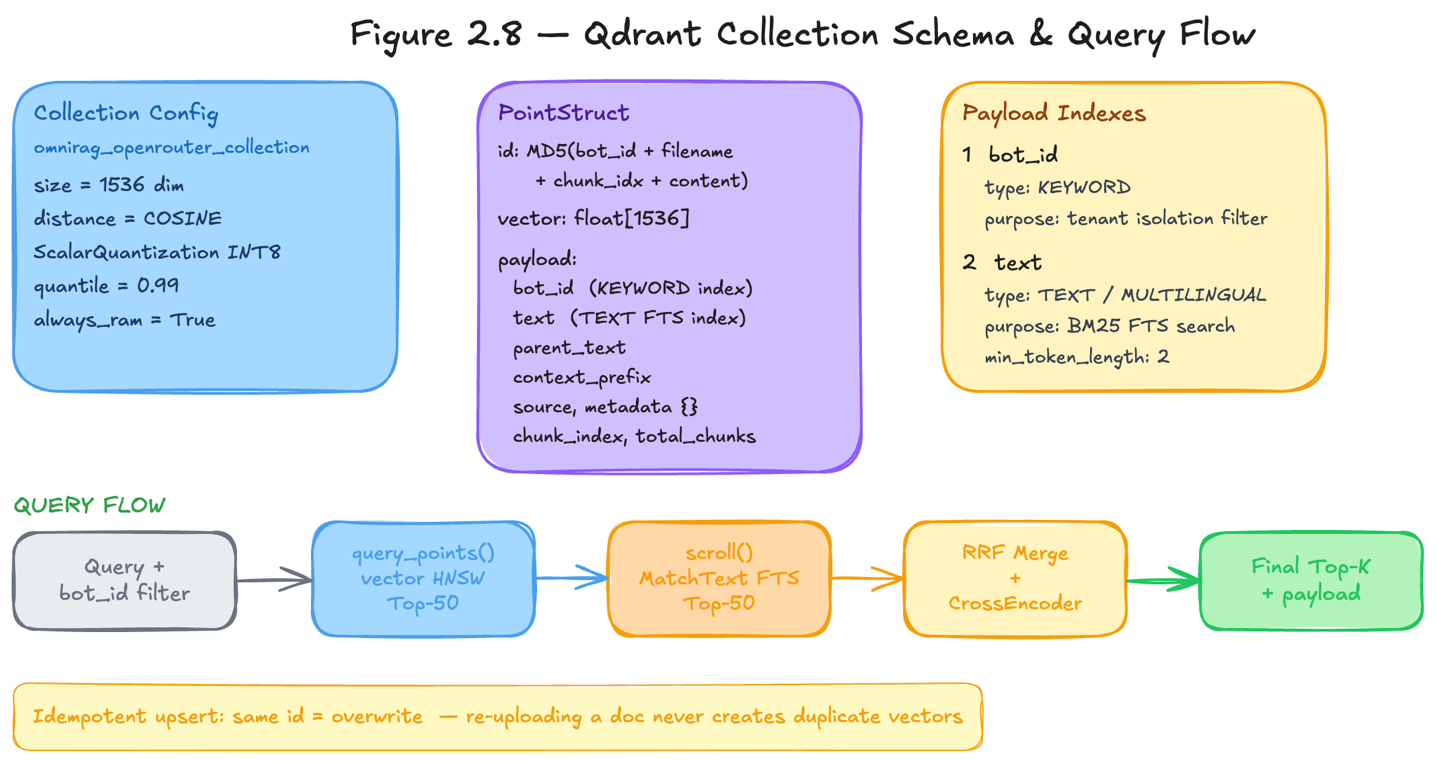 Figure 2.8 — Qdrant Collection Schema & Query Flow
Collection Config
omnirag_openrouter_collection
size = 1536 dim
distance = COSINE
ScalarQuantization INT8
quantile = 0.99
always_ram = True
PointStruct
id: MD5(bot_id + filename
+ chunk_idx + content)
vector: float[1536]
payload:
bot_id (KEYWORD index)
text (TEXT FTS index)
parent_text
context_prefix
source, metadata {}
chunk_index, total_chunks
Payload Indexes
1 bot_id
type: KEYWORD
purpose: tenant isolation filter
2 text
type: TEXT / MULTILINGUAL
purpose: BM25 FTS search
min_token_length: 2
QUERY FLOW
Query +
bot_id filter
query_points()
vector HNSW
Top-50
scroll()
MatchText FTS
Top-50
RRF Merge
+
CrossEncoder
Final Top-K
+ payload
Idempotent upsert: same id = overwrite — re-uploading a doc never creates duplicate vectors